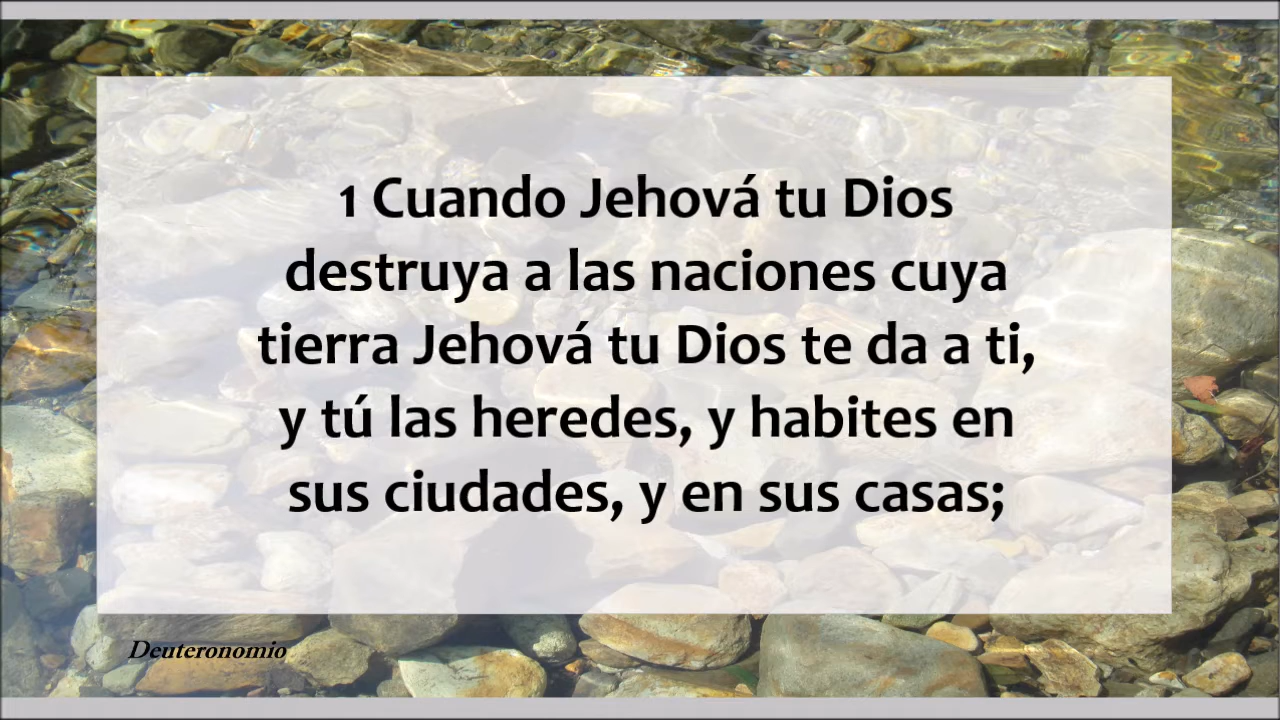 1 Cuando Jehová tu Dios
destruya a las naciones cuya
tierra Jehová tu Dios te da a ti,
y tú las heredes, y habites en
sus ciudades, y en sus casas;
Deuteronomio